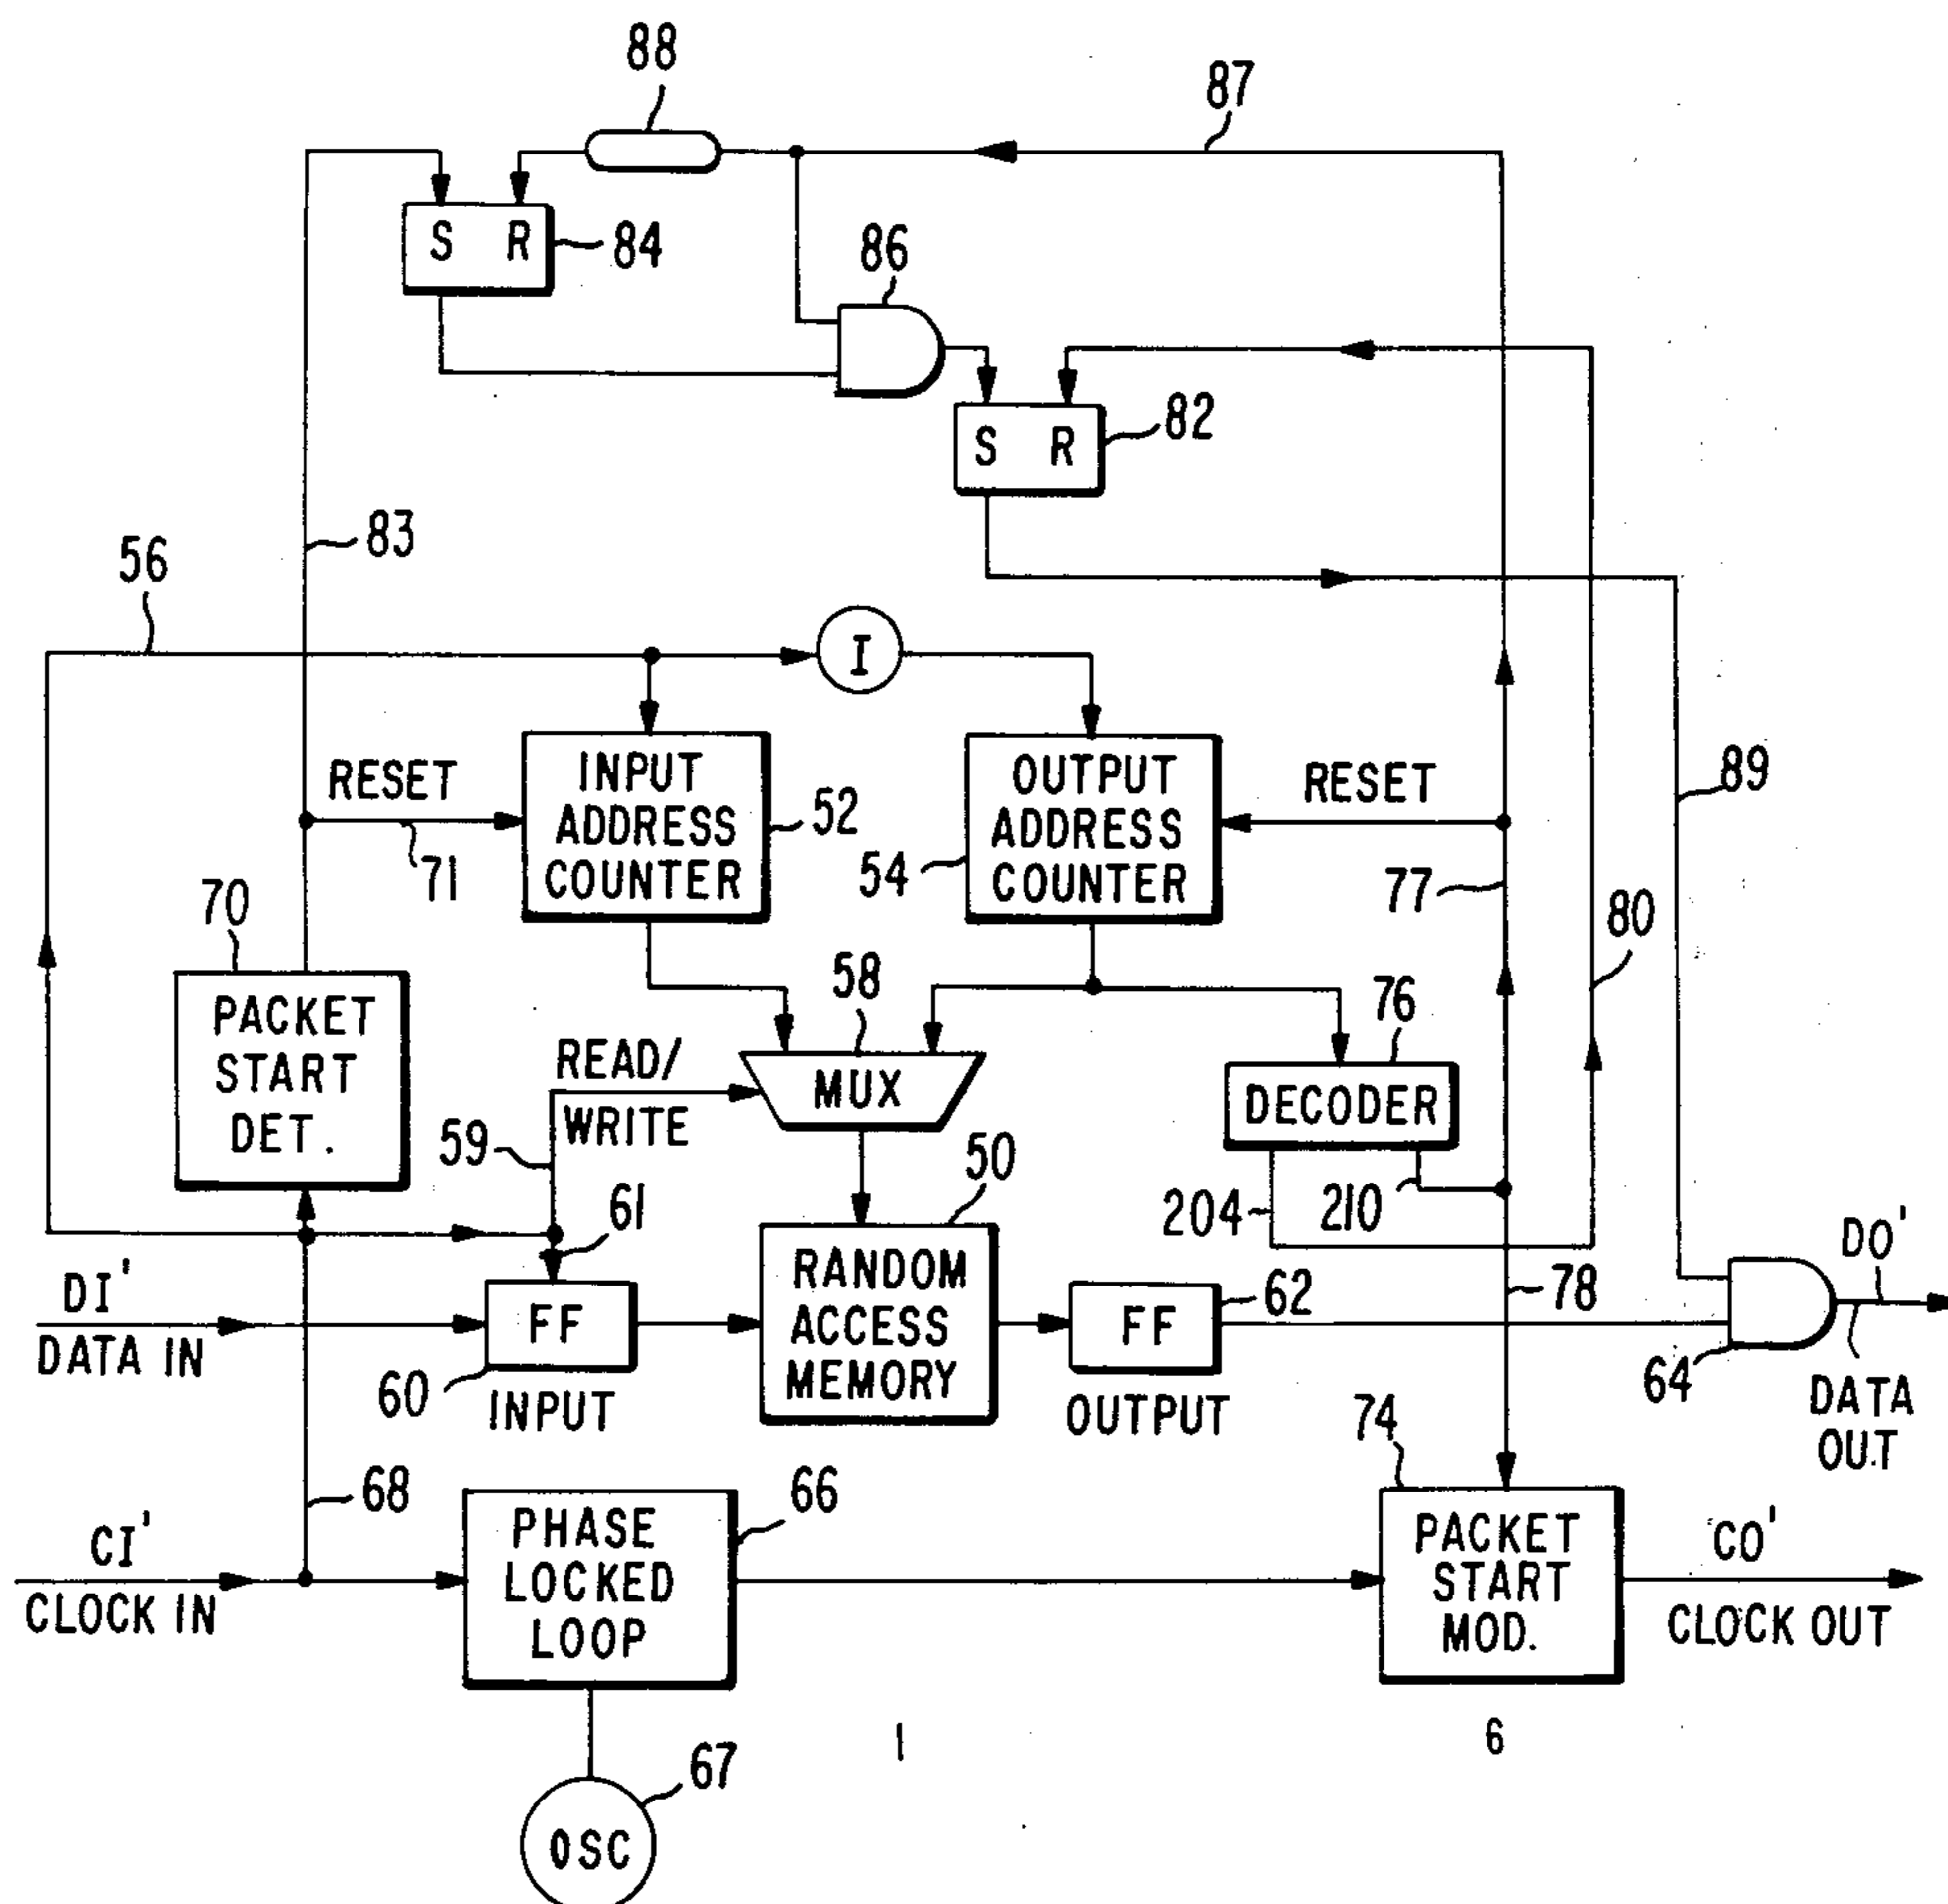 88
87
S R
84
86
S R
82
83
56
I
89
RESET
INPUT
ADDRESS
COUNTER
52
71
OUTPUT
ADDRESS
COUNTER
54
RESET
77
80
70
PACKET
START
DET.
58
MUX
READ/
WRITE
59
76
DECODER
204
210
61
50
RANDOM
ACCESS
MEMORY
DI'
DATA IN
FF
60
INPUT
FF
62
OUTPUT
78
DO'
64
DATA
OUT
68
CI'
CLOCK IN
PHASE
LOCKED
LOOP
66
74
PACKET
START
MOD.
CO'
CLOCK OUT
OSC
67
1
6